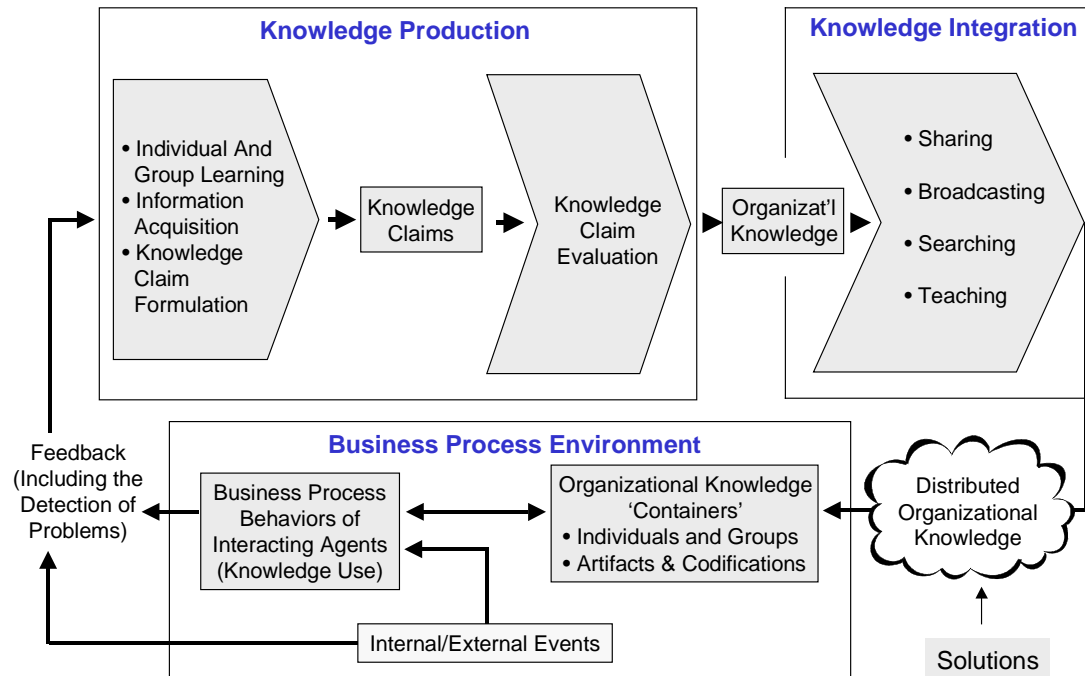 Knowledge Production
Knowledge Integration
• Individual And
Group Learning
• Information
Acquisition
• Knowledge
Claim
Formulation
Knowledge
Claims
Knowledge
Claim
Evaluation
Organizat'l
Knowledge
• Sharing
• Broadcasting
• Searching
• Teaching
Feedback
(Including the
Detection of
Problems)
Business Process Environment
Business Process
Behaviors of
Interacting Agents
(Knowledge Use)
Organizational Knowledge
'Containers'
• Individuals and Groups
• Artifacts & Codifications
Distributed
Organizational
Knowledge
Internal/External Events
Solutions